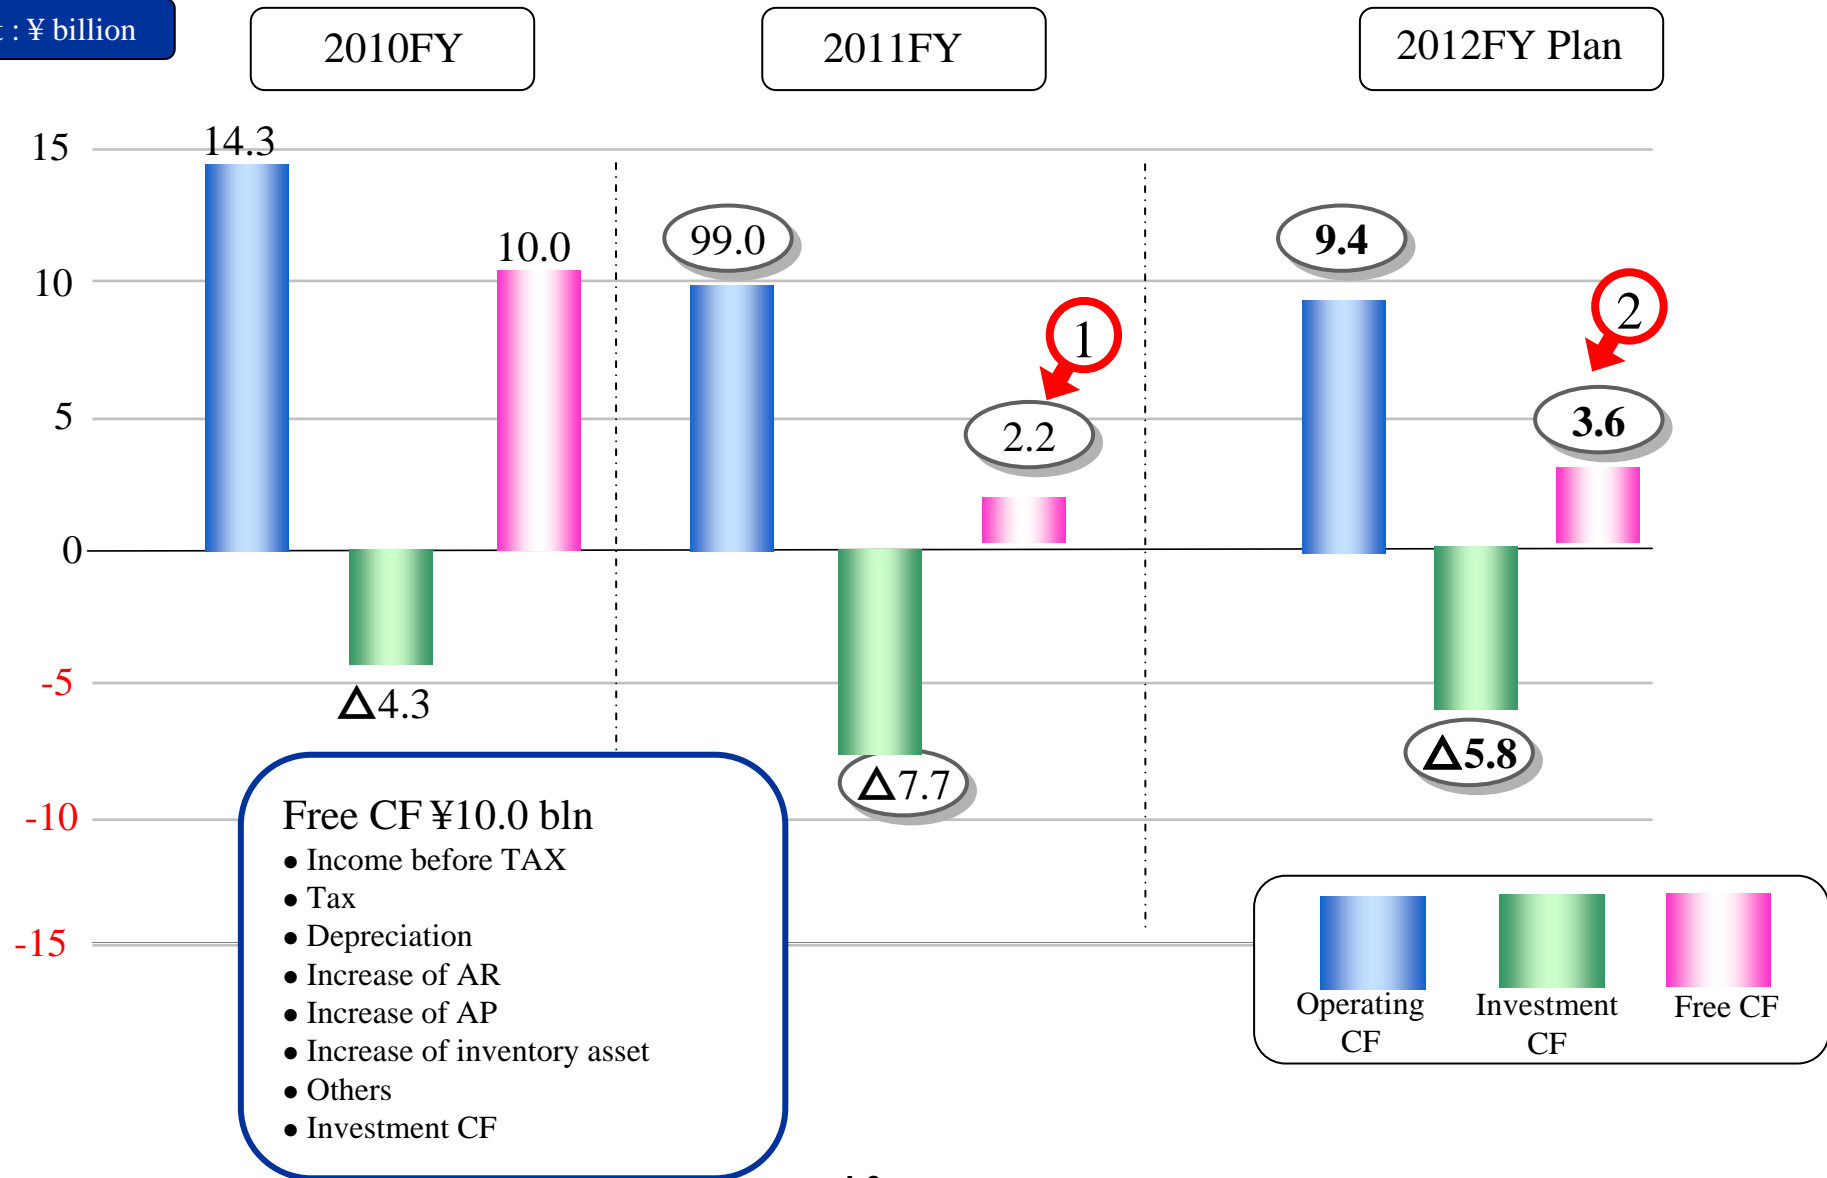 : ¥ billion
2010FY
2011FY
2012FY Plan
15
10
5
0
-5
-10
-15
14.3
△4.3
10.0
99.0
△7.7
2.2
1
9.4
△5.8
3.6
2
Free CF ¥10.0 bln
● Income before TAX
● Tax
● Depreciation
● Increase of AR
● Increase of AP
● Increase of inventory asset
● Others
● Investment CF
Operating
CF
Investment
CF
Free CF